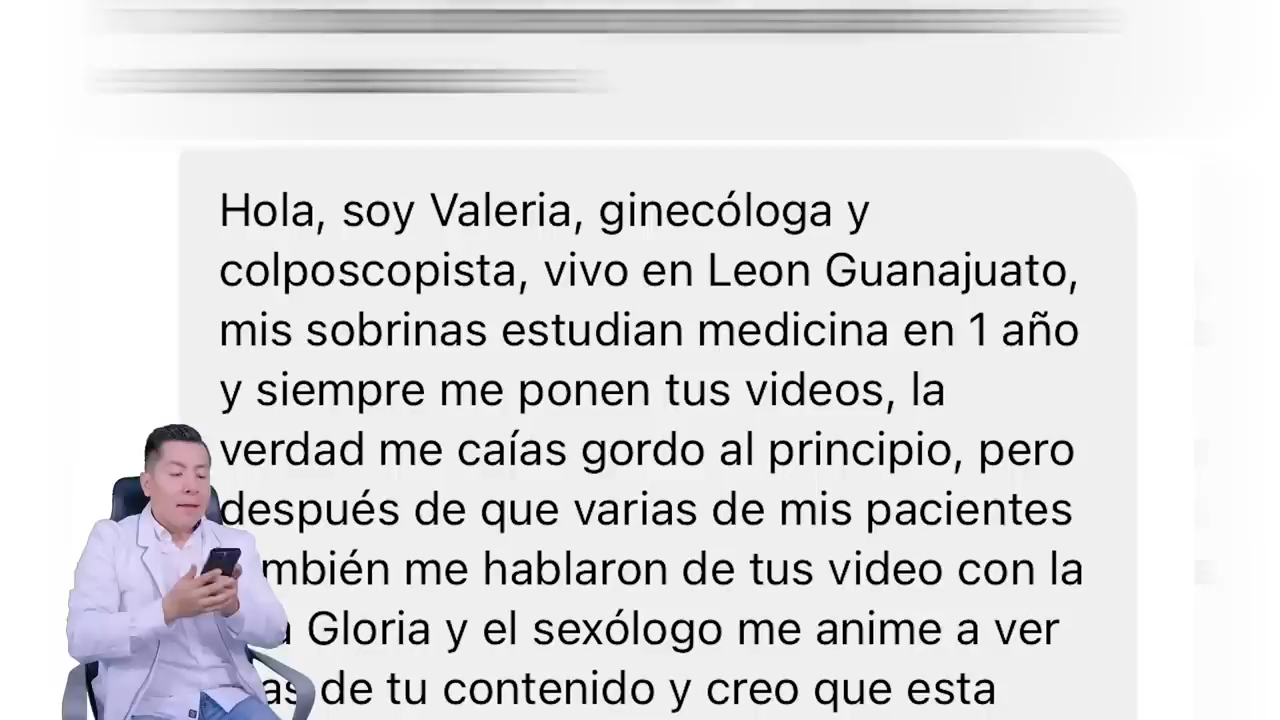 Hola, soy Valeria, ginecóloga y
colposcopista, vivo en Leon Guanajuato,
mis sobrinas estudian medicina en 1 año
y siempre me ponen tus videos, la
verdad me caías gordo al principio, pero
después de que varias de mis pacientes
me hablaron de tus video con la
Gloria y el sexólogo me anime a ver
de tu contenido y creo que esta